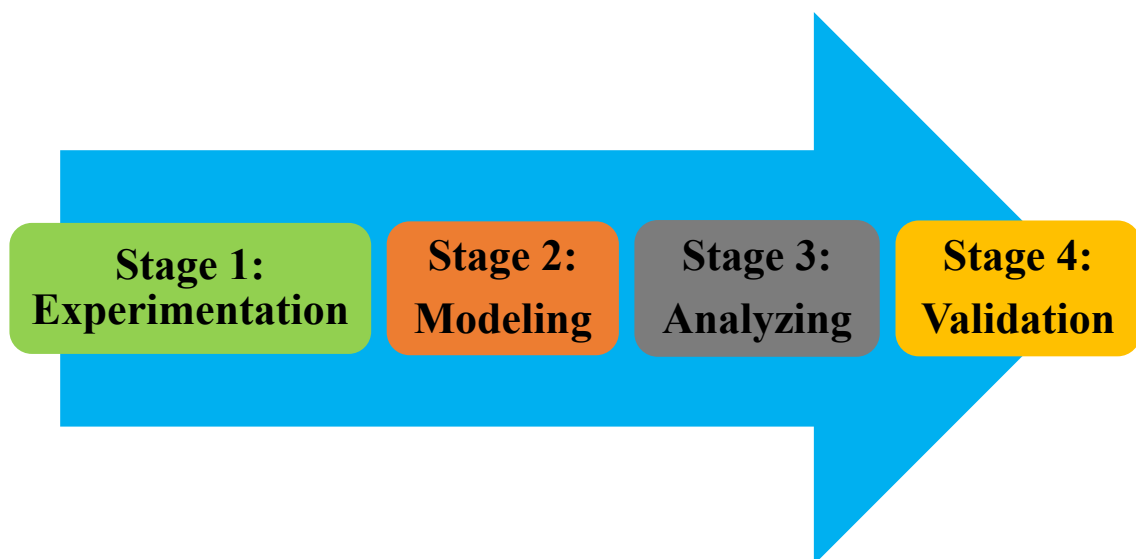 Stage 1:
Experimentation
Stage 2:
Modeling
Stage 3:
Analyzing
Stage 4:
Validation